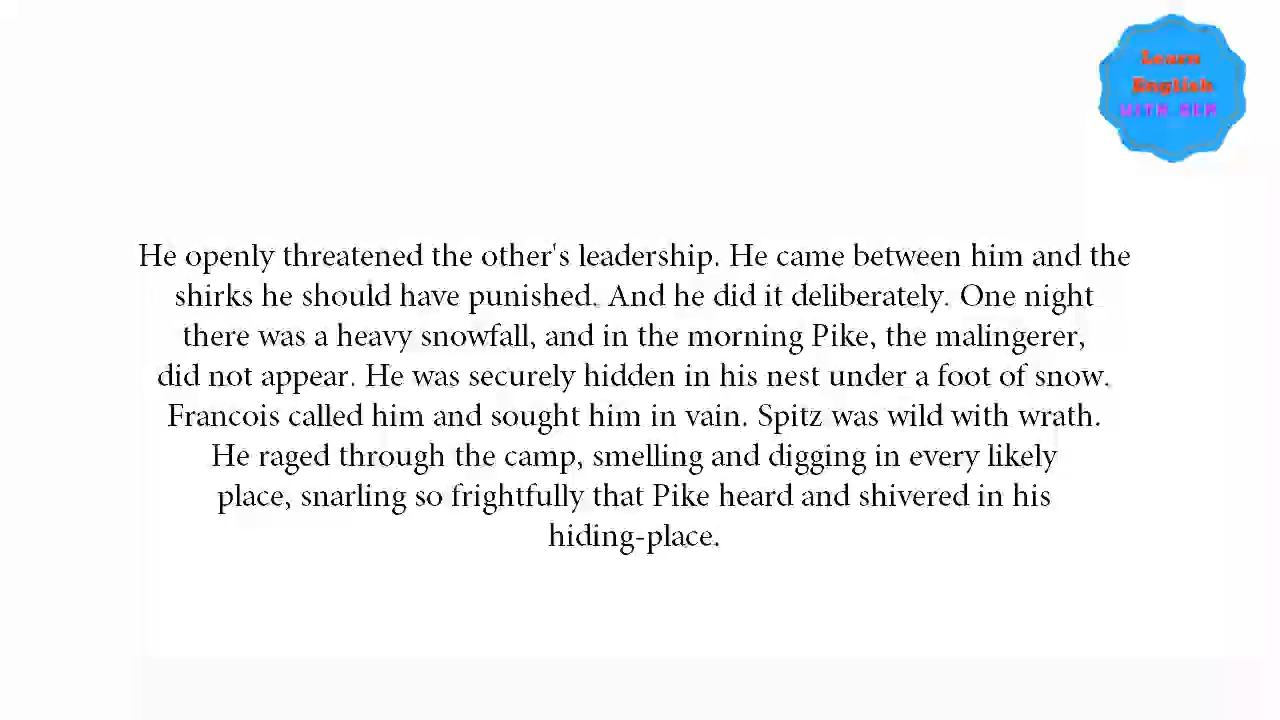 Learn
English
WITH GEM
He openly threatened the other's leadership. He came between him and the
shirks he should have punished. And he did it deliberately. One night
there was a heavy snowfall, and in the morning Pike, the malingerer,
did not appear. He was securely hidden in his nest under a foot of snow.
Francois called him and sought him in vain. Spitz was wild with wrath.
He raged through the camp, smelling and digging in every likely
place, snarling so frightfully that Pike heard and shivered in his
hiding-place.